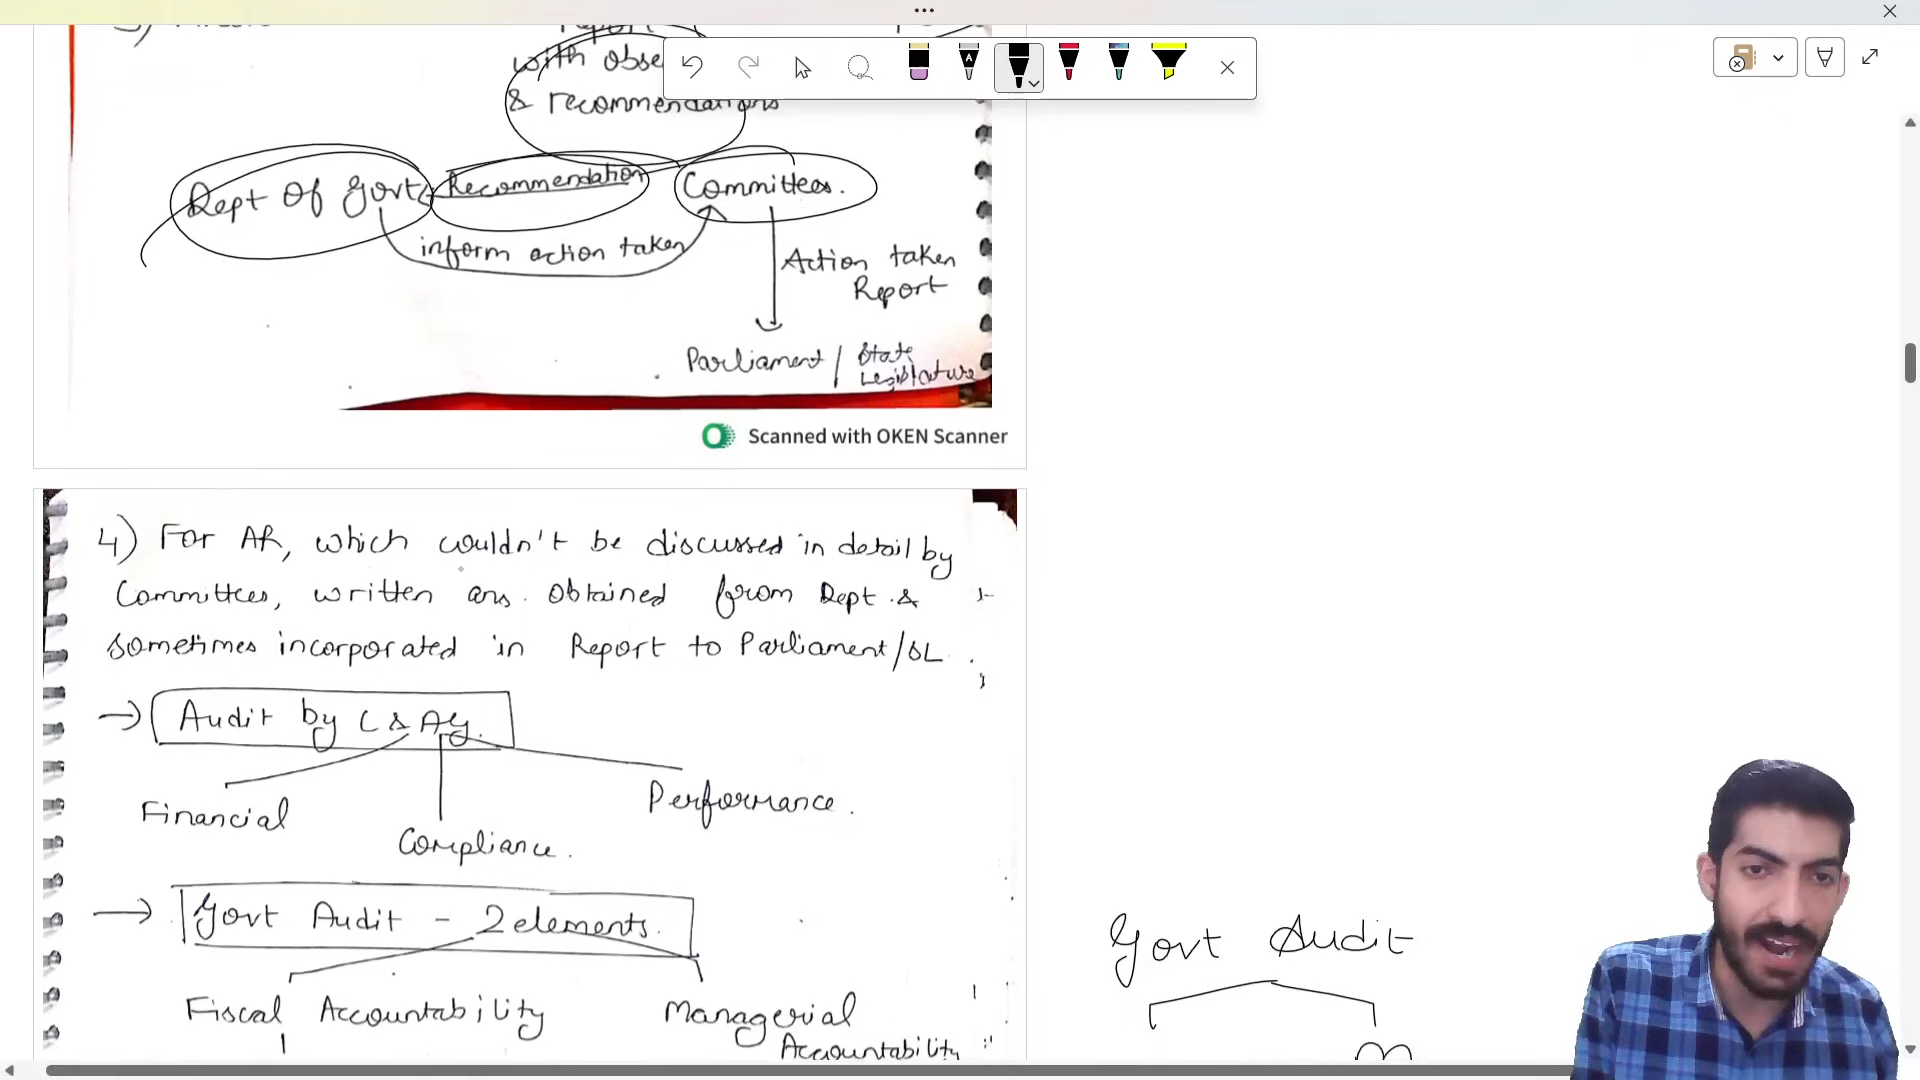 with obse
& recommendations
Dept Of Govt
Recommendation
Committees.
inform action taken
Action taken
Report
Parliament / State
Legislature
Scanned with OKEN Scanner
4) For AR, which couldn't be discussed in detail by
Committees, written ans. obtained from Dept. &
sometimes incorporated in Report to Parliament/SL.
→ Audit by C & AG.
Financial
Compliance.
Performance.
→ Govt Audit - 2 elements.
Fiscal Accountability
Managerial
Accountability
Govt Audit